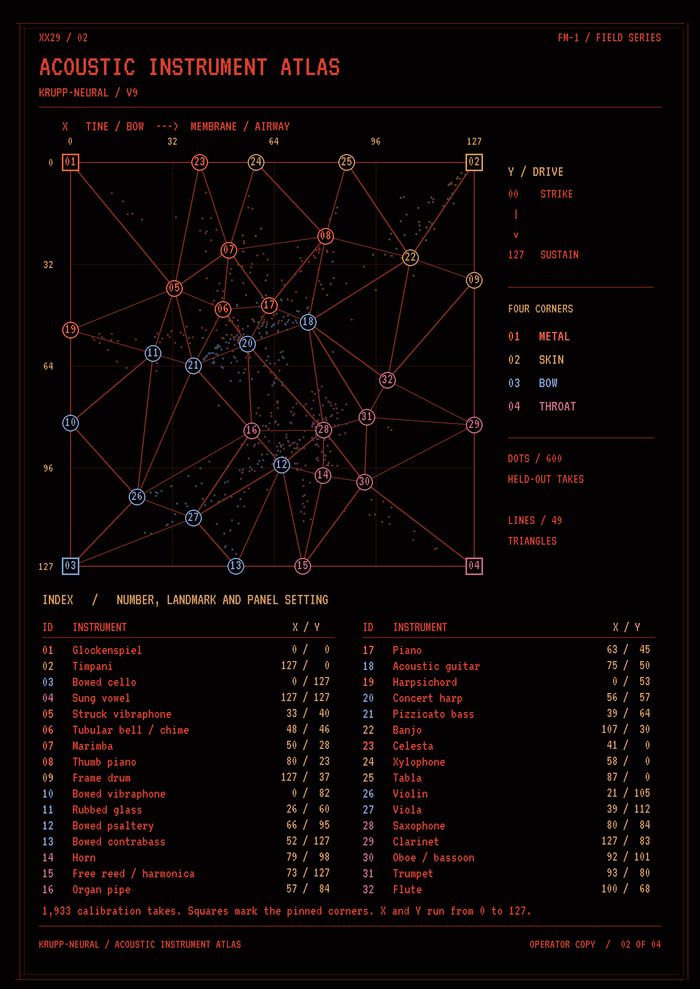 XX29 / 02
FM-1 / FIELD SERIES
ACOUSTIC INSTRUMENT ATLAS
KRUPP-NEURAL / V9
X TINE / BOW ---> MEMBRANE / AIRWAY
0 32 64 96 127
0
32
64
96
127
01
23
24
25
02
07
08
22
09
05
06
17
18
19
11
20
21
32
10
16
28
31
29
12
14
30
26
27
03
13
15
04
Y / DRIVE
00 STRIKE
|
v
127 SUSTAIN
FOUR CORNERS
01 METAL
02 SKIN
03 BOW
04 THROAT
DOTS / 600
HELD-OUT TAKES
LINES / 49
TRIANGLES
INDEX / NUMBER, LANDMARK AND PANEL SETTING
ID INSTRUMENT X / Y
01 Glockenspiel 0 / 0
02 Timpani 127 / 0
03 Bowed cello 0 / 127
04 Sung vowel 127 / 127
05 Struck vibraphone 33 / 40
06 Tubular bell / chime 48 / 46
07 Marimba 50 / 28
08 Thumb piano 80 / 23
09 Frame drum 127 / 37
10 Bowed vibraphone 0 / 82
11 Rubbed glass 26 / 60
12 Bowed psaltery 66 / 95
13 Bowed contrabass 52 / 127
14 Horn 79 / 98
15 Free reed / harmonica 73 / 127
16 Organ pipe 57 / 84
ID INSTRUMENT X / Y
17 Piano 63 / 45
18 Acoustic guitar 75 / 50
19 Harpsichord 0 / 53
20 Concert harp 56 / 57
21 Pizzicato bass 39 / 64
22 Banjo 107 / 30
23 Celesta 41 / 0
24 Xylophone 58 / 0
25 Tabla 87 / 0
26 Violin 21 / 105
27 Viola 39 / 112
28 Saxophone 80 / 84
29 Clarinet 127 / 83
30 Oboe / bassoon 92 / 101
31 Trumpet 93 / 80
32 Flute 100 / 68
1,933 calibration takes. Squares mark the pinned corners. X and Y run from 0 to 127.
KRUPP-NEURAL / ACOUSTIC INSTRUMENT ATLAS
OPERATOR COPY / 02 OF 04